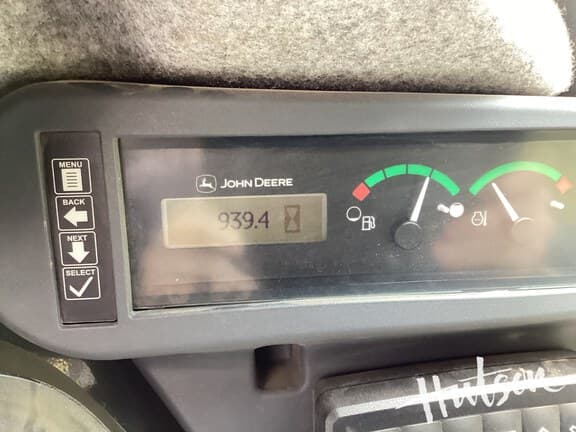 MENU
BACK
NEXT
SELECT
JOHN DEERE
939.4
Hutson